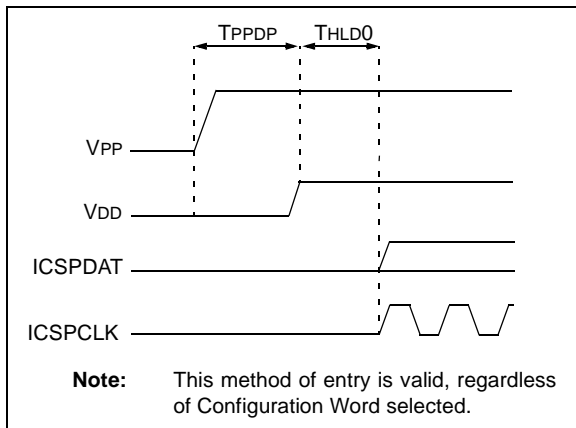 TPPDP THLD0
VPP
VDD
ICSPDAT
ICSPCLK
Note: This method of entry is valid, regardless
of Configuration Word selected.